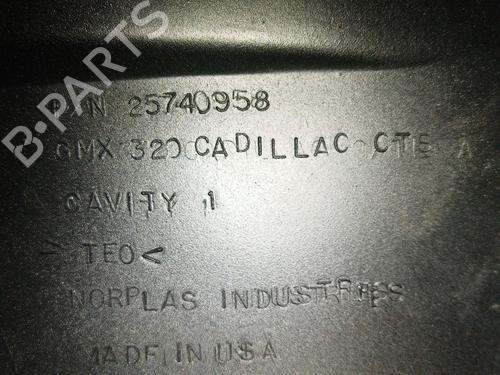 P/N 25740958
GMX 320 CADILLAC CTS
CAVITY 1
>TEO<
NORPLAS INDUSTRIES
MADE IN USA
B-PARTS